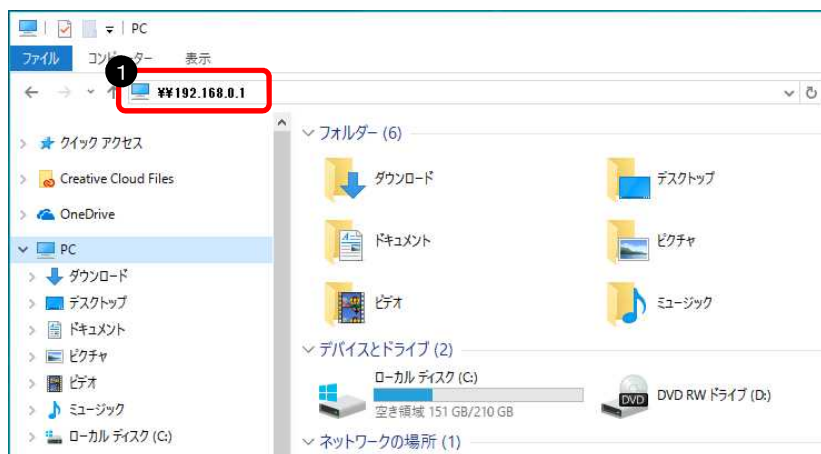 PC
ファイル
コンピューター
表示
1
¥¥192.168.0.1
クイック アクセス
Creative Cloud Files
OneDrive
PC
ダウンロード
デスクトップ
ドキュメント
ピクチャ
ビデオ
ミュージック
ローカル ディスク (C:)
フォルダー (6)
ダウンロード
デスクトップ
ドキュメント
ピクチャ
ビデオ
ミュージック
デバイスとドライブ (2)
ローカル ディスク (C:)
空き領域 151 GB/210 GB
DVD
DVD RW ドライブ (D:)
ネットワークの場所 (1)